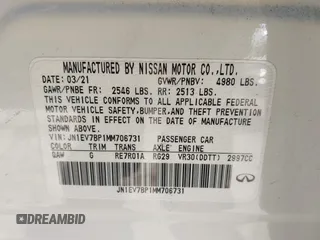 MANUFACTURED BY NISSAN MOTOR CO.,LTD.
DATE: 03/21 GVWR/PNBV: 4980 LBS.
GAWR/PNBE FR: 2546 LBS. RR: 2513 LBS.
THIS VEHICLE CONFORMS TO ALL APPLICABLE FEDERAL MOTOR
VEHICLE SAFETY, BUMPER, AND THEFT PREVENTION STANDARDS
IN EFFECT ON THE DATE OF MANUFACTURE SHOWN ABOVE.
JN1EV7BP1MM706731 PASSENGER CAR
COLOR TRIM TRANS AXLE ENGINE
QAW G RE7R01A RG29 VR30(DDTT) 2997CC
JN1EV7BP1MM706731